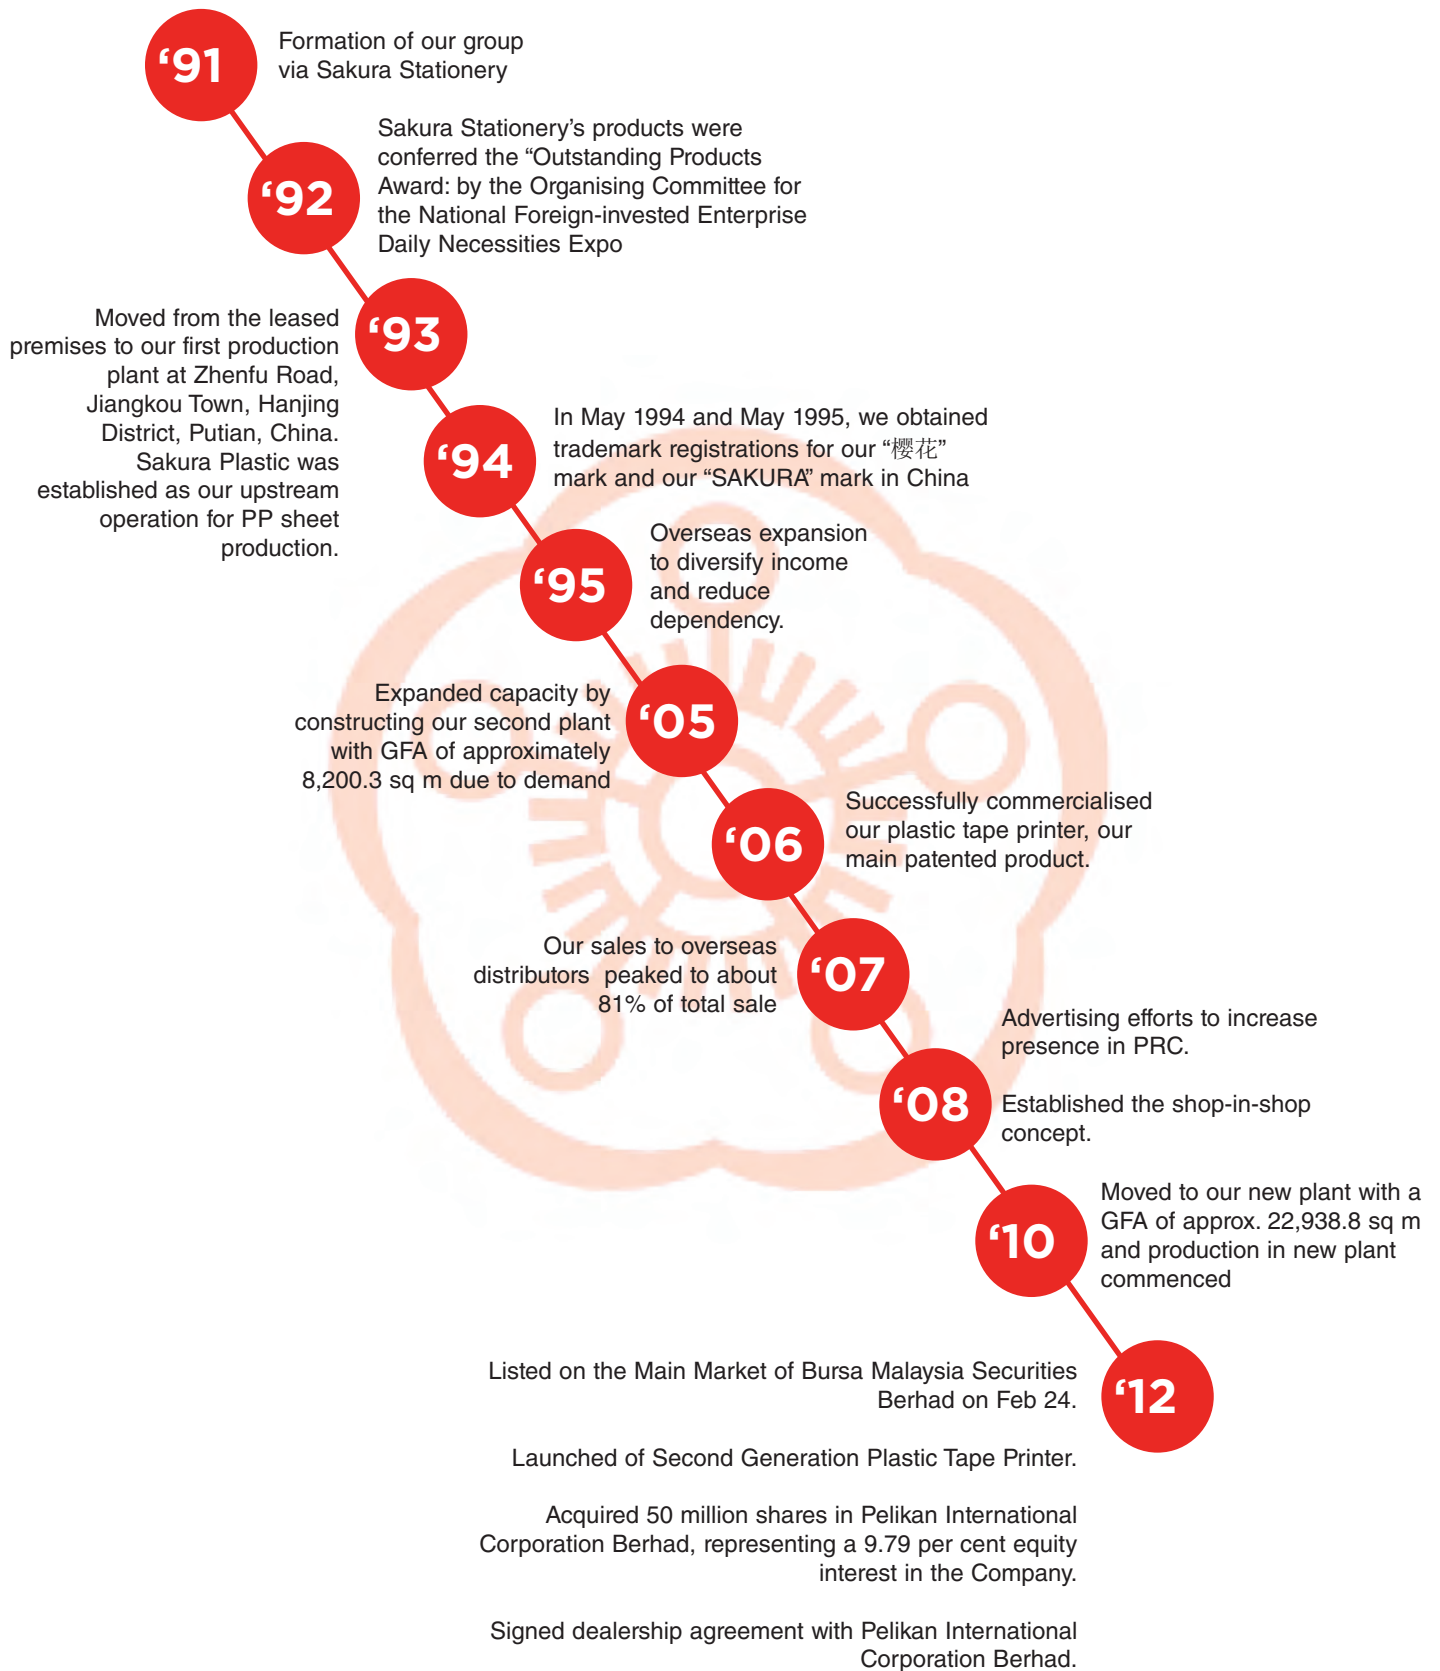 ‘91
Formation of our group
via Sakura Stationery
‘92
Sakura Stationery’s products were
conferred the “Outstanding Products
Award: by the Organising Committee for
the National Foreign-invested Enterprise
Daily Necessities Expo
‘93
Moved from the leased
premises to our first production
plant at Zhenfu Road,
Jiangkou Town, Hanjing
District, Putian, China.
Sakura Plastic was
established as our upstream
operation for PP sheet
production.
‘94
In May 1994 and May 1995, we obtained
trademark registrations for our “樱花”
mark and our “SAKURA” mark in China
‘95
Overseas expansion
to diversify income
and reduce
dependency.
‘05
Expanded capacity by
constructing our second plant
with GFA of approximately
8,200.3 sq m due to demand
‘06
Successfully commercialised
our plastic tape printer, our
main patented product.
‘07
Our sales to overseas
distributors peaked to about
81% of total sale
‘08
Advertising efforts to increase
presence in PRC.
Established the shop-in-shop
concept.
‘10
Moved to our new plant with a
GFA of approx. 22,938.8 sq m
and production in new plant
commenced
‘12
Listed on the Main Market of Bursa Malaysia Securities
Berhad on Feb 24.
Launched of Second Generation Plastic Tape Printer.
Acquired 50 million shares in Pelikan International
Corporation Berhad, representing a 9.79 per cent equity
interest in the Company.
Signed dealership agreement with Pelikan International
Corporation Berhad.